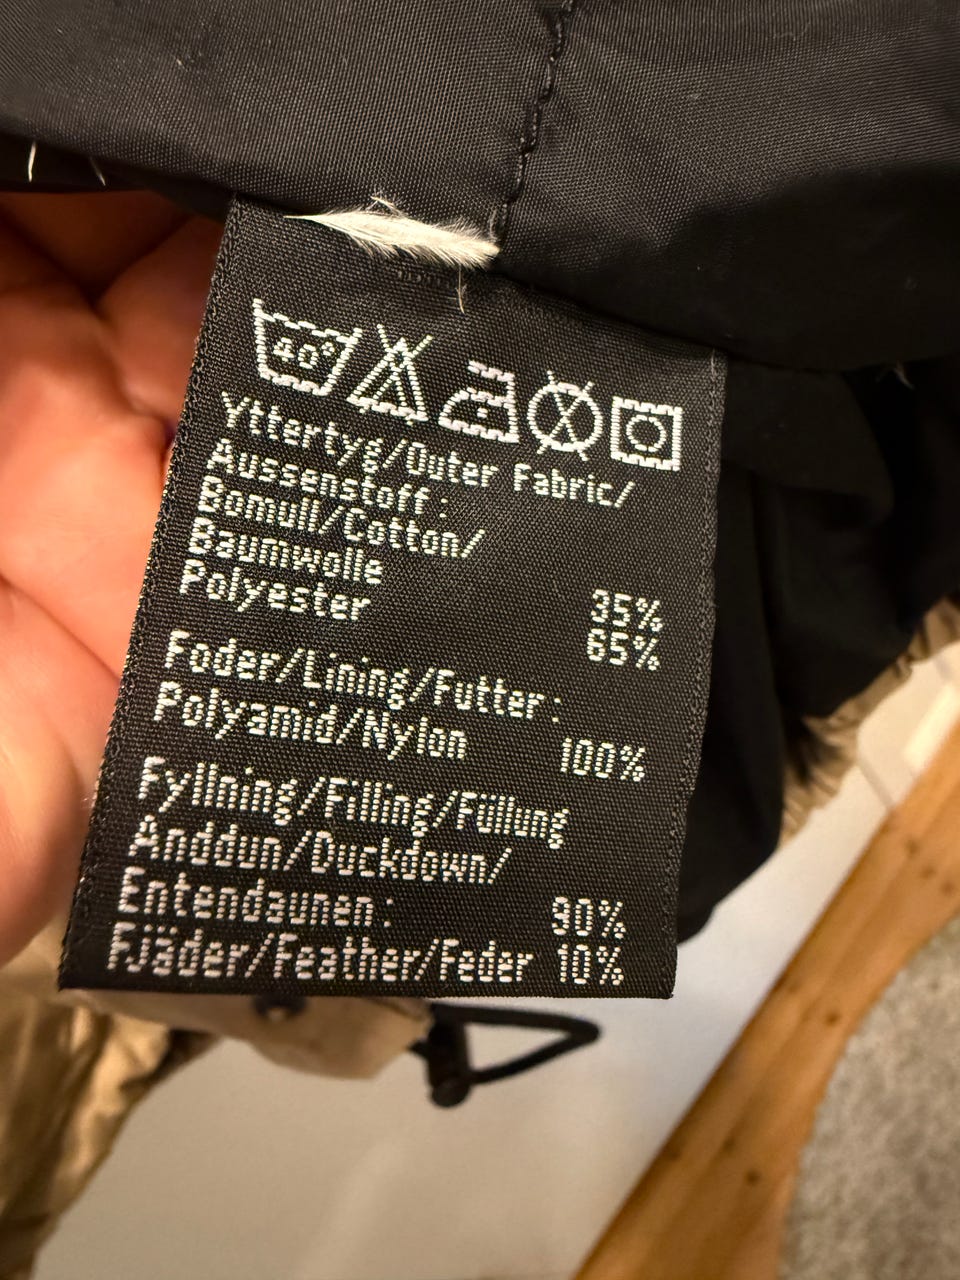 40°
Yttertyg/Outer Fabric/
Aussenstoff:
Bomull/Cotton/
Baumwolle 35%
Polyester 65%
Foder/Lining/Futter:
Polyamid/Nylon 100%
Fyllning/Filling/Füllung
Anddun/Duckdown/
Entendaunen: 90%
Fjäder/Feather/Feder 10%